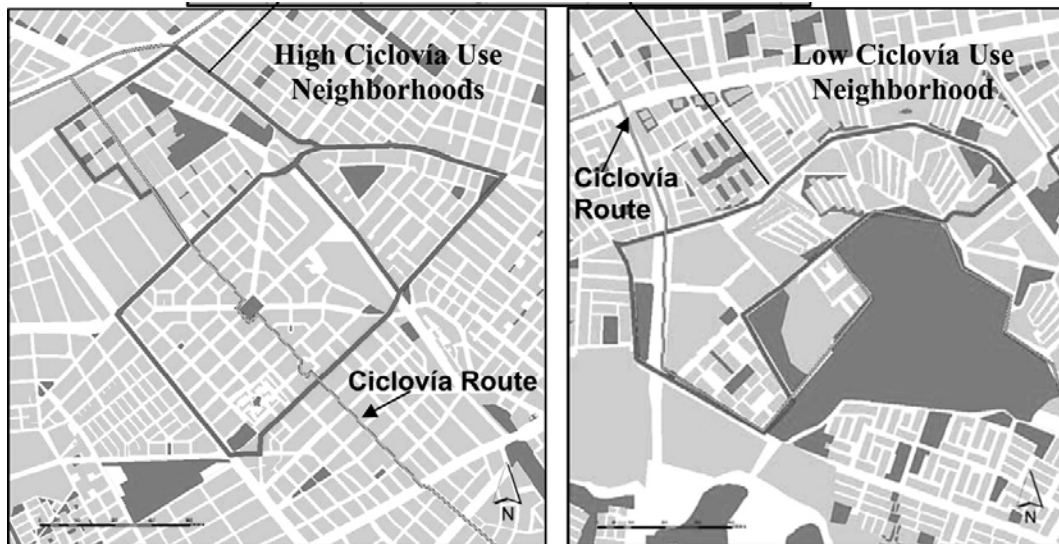 High Ciclovía Use
Neighborhoods
Ciclovía Route
N
Low Ciclovía Use
Neighborhood
Ciclovía
Route
N